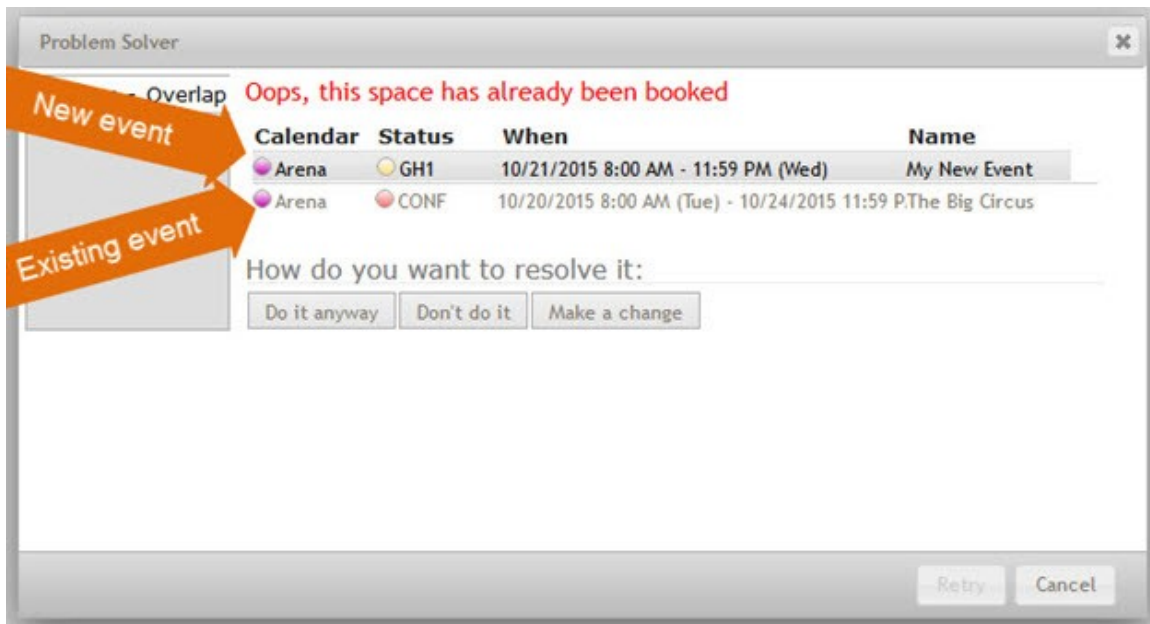 Problem Solver
New event
- Overlap
Oops, this space has already been booked
Calendar Status When Name
Arena GH1 10/21/2015 8:00 AM - 11:59 PM (Wed) My New Event
Arena CONF 10/20/2015 8:00 AM (Tue) - 10/24/2015 11:59 P. The Big Circus
Existing event
How do you want to resolve it:
Do it anyway Don't do it Make a change
Retry Cancel